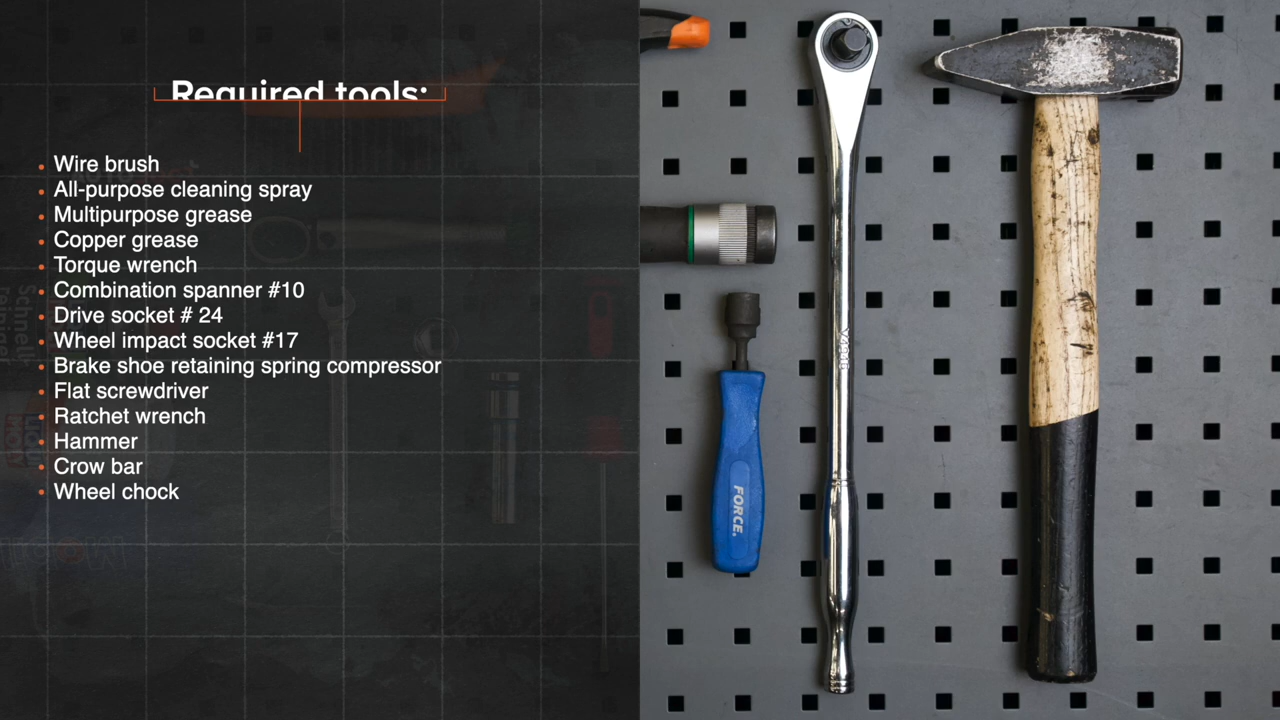 Required tools:
Wire brush
All-purpose cleaning spray
Multipurpose grease
Copper grease
Torque wrench
Combination spanner #10
Drive socket # 24
Wheel impact socket #17
Brake shoe retaining spring compressor
Flat screwdriver
Ratchet wrench
Hammer
Crow bar
Wheel chock
FORCE.